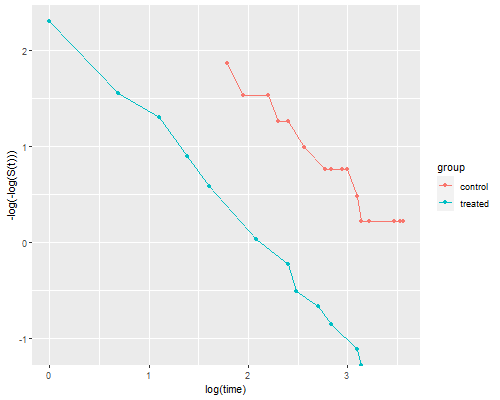 2
1
0
-1
-log(-log(S(t)))
0
1
2
3
log(time)
group
control
treated